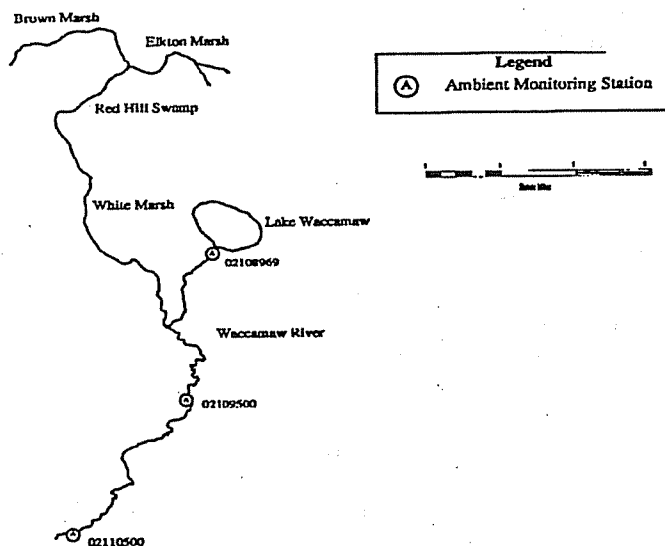 Brown Marsh
Elkton Marsh
Legend
A Ambient Monitoring Station
Red Hill Swamp
White Marsh
Lake Waccamaw
A 02108969
Waccamaw River
A 02109500
A 02110500